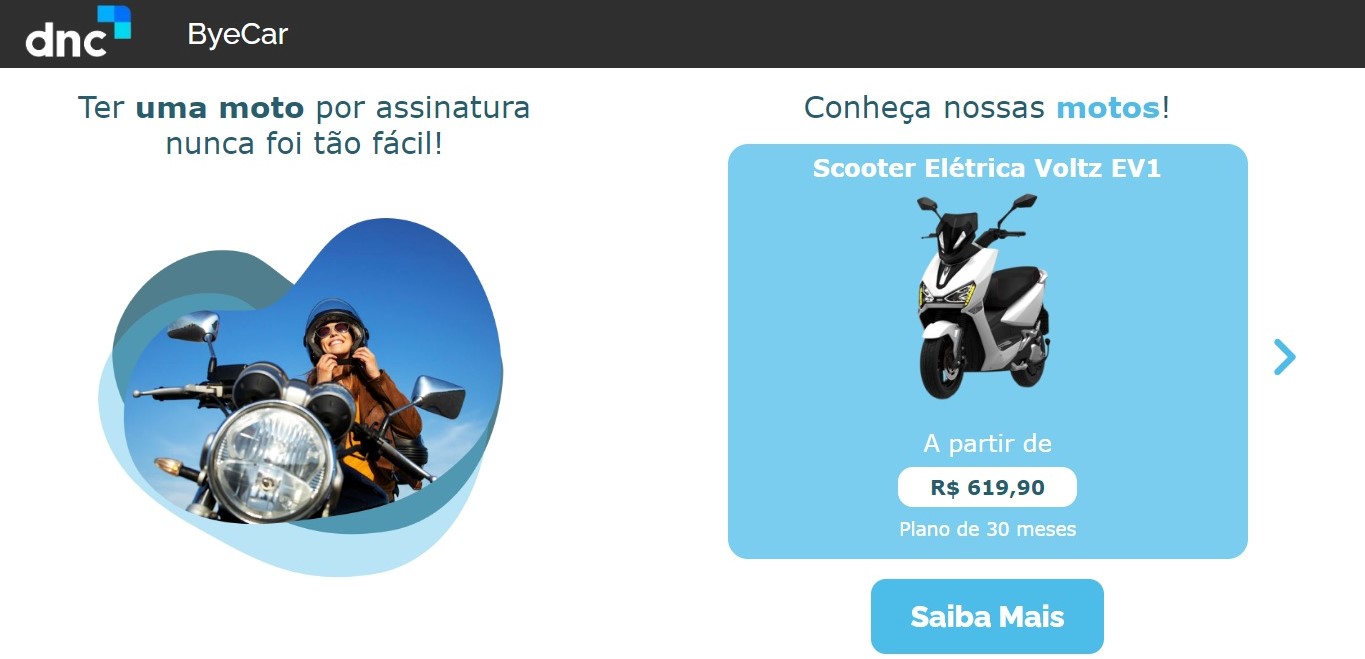 dnc
ByeCar
Ter uma moto por assinatura
nunca foi tão fácil!
Conheça nossas motos!
Scooter Elétrica Voltz EV1
A partir de
R$ 619,90
Plano de 30 meses
Saiba Mais